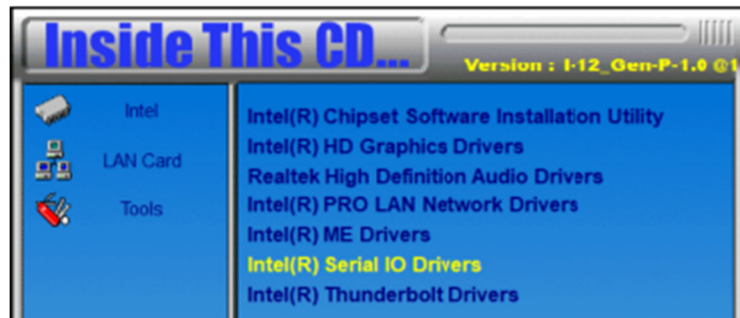 Inside This CD...
Version : I-12_Gen-P-1.0 @1
Intel
LAN Card
Tools
Intel(R) Chipset Software Installation Utility
Intel(R) HD Graphics Drivers
Realtek High Definition Audio Drivers
Intel(R) PRO LAN Network Drivers
Intel(R) ME Drivers
Intel(R) Serial IO Drivers
Intel(R) Thunderbolt Drivers